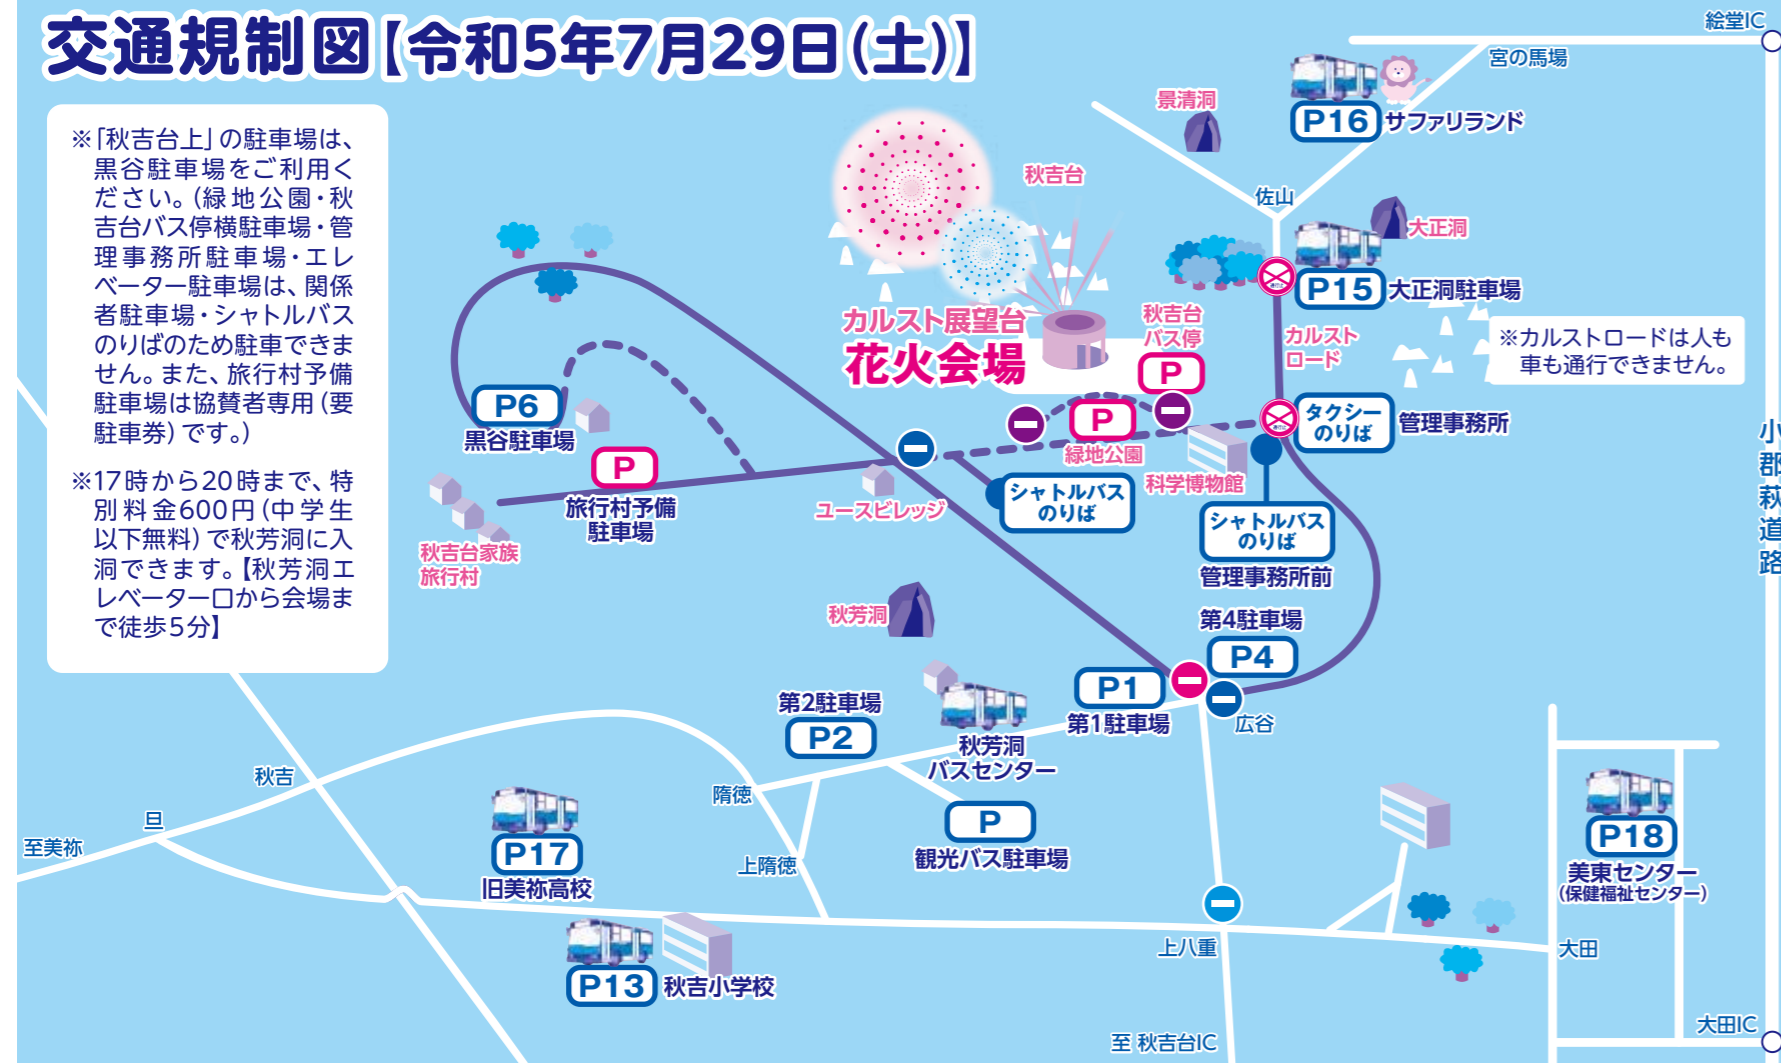 交通規制図【令和5年7月29日(土)】
※「秋吉台上」の駐車場は、
黒谷駐車場をご利用く
ださい。(緑地公園・秋
吉台バス停横駐車場・管
理事務所駐車場・エレ
ベーター駐車場は、関係
者駐車場・シャトルバス
のりばのため駐車できま
せん。また、旅行村予備
駐車場は協賛者専用(要
駐車券)です。)
※17時から20時まで、特
別料金600円(中学生
以下無料)で秋芳洞に入
洞できます。【秋芳洞エ
レベーター口から会場ま
で徒歩5分】
絵堂IC
宮の馬場
景清洞
P16 サファリランド
秋吉台
佐山
大正洞
P15 大正洞駐車場
カルスト展望台
花火会場
秋吉台
バス停
P
カルスト
ロード
※カルストロードは人も
車も通行できません。
P6
黒谷駐車場
P
緑地公園
タクシー
のりば
管理事務所
小郡萩道路
P
旅行村予備
駐車場
ユースビレッジ
シャトルバス
のりば
科学博物館
シャトルバス
のりば
管理事務所前
秋吉台家族
旅行村
秋芳洞
第4駐車場
P4
P1
第1駐車場
広谷
第2駐車場
P2
秋芳洞
バスセンター
秋吉
隋徳
旦
至美祢
P
観光バス駐車場
上隋徳
P17
旧美祢高校
P18
美東センター
(保健福祉センター)
P13 秋吉小学校
上八重
大田
至 秋吉台IC
大田IC